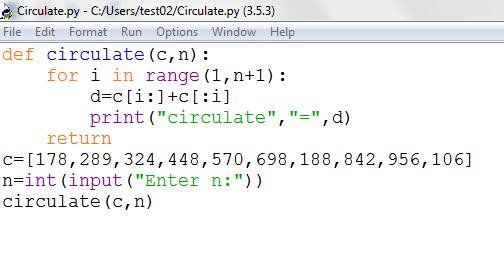 Circulate.py - C:/Users/test02/Circulate.py (3.5.3)
File Edit Format Run Options Window Help
def circulate(c,n):
    for i in range(1,n+1):
        d=c[i:]+c[:i]
        print("circulate","=",d)
    return
c=[178,289,324,448,570,698,188,842,956,106]
n=int(input("Enter n:"))
circulate(c,n)